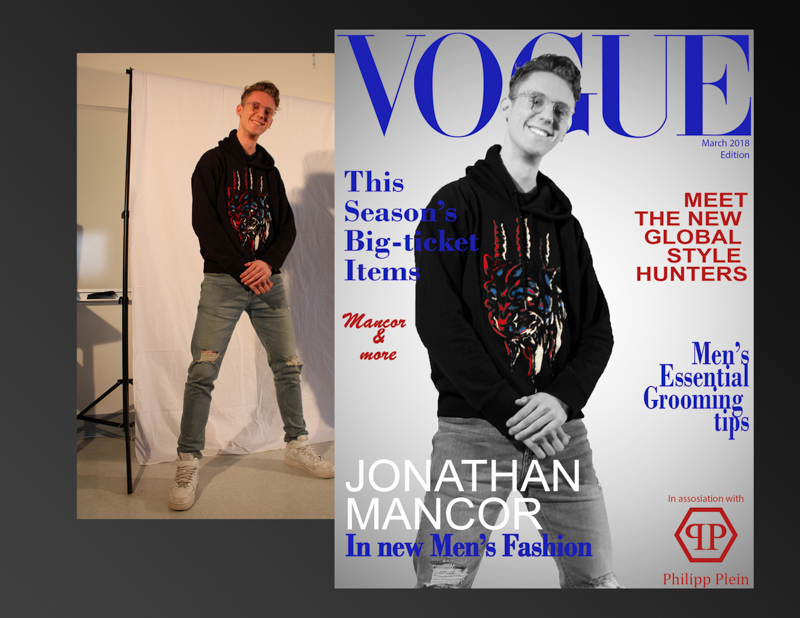 VOGUE
March 2018
Edition
This
Season's
Big-ticket
Items
MEET
THE NEW
GLOBAL
STYLE
HUNTERS
Mancor
&
more
Men's
Essential
Grooming
tips
JONATHAN
MANCOR
In new Men's Fashion
In assosiation with
PP
Philipp Plein